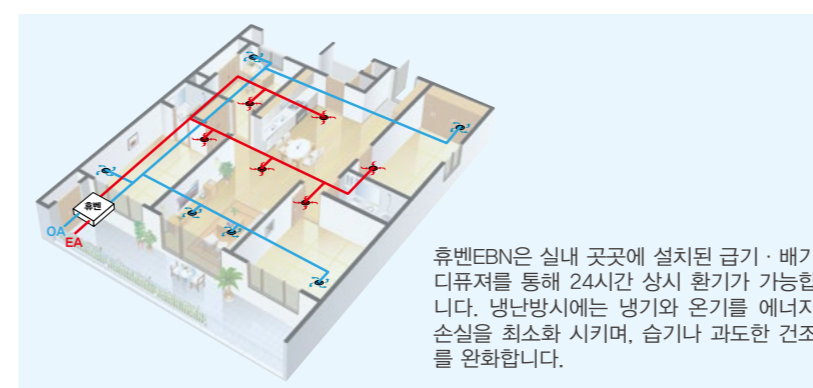 휴벤
OA
EA
휴벤EBN은 실내 곳곳에 설치된 급기 · 배기
디퓨져를 통해 24시간 상시 환기가 가능합
니다. 냉난방시에는 냉기와 온기를 에너지
손실을 최소화 시키며, 습기나 과도한 건조
를 완화합니다.